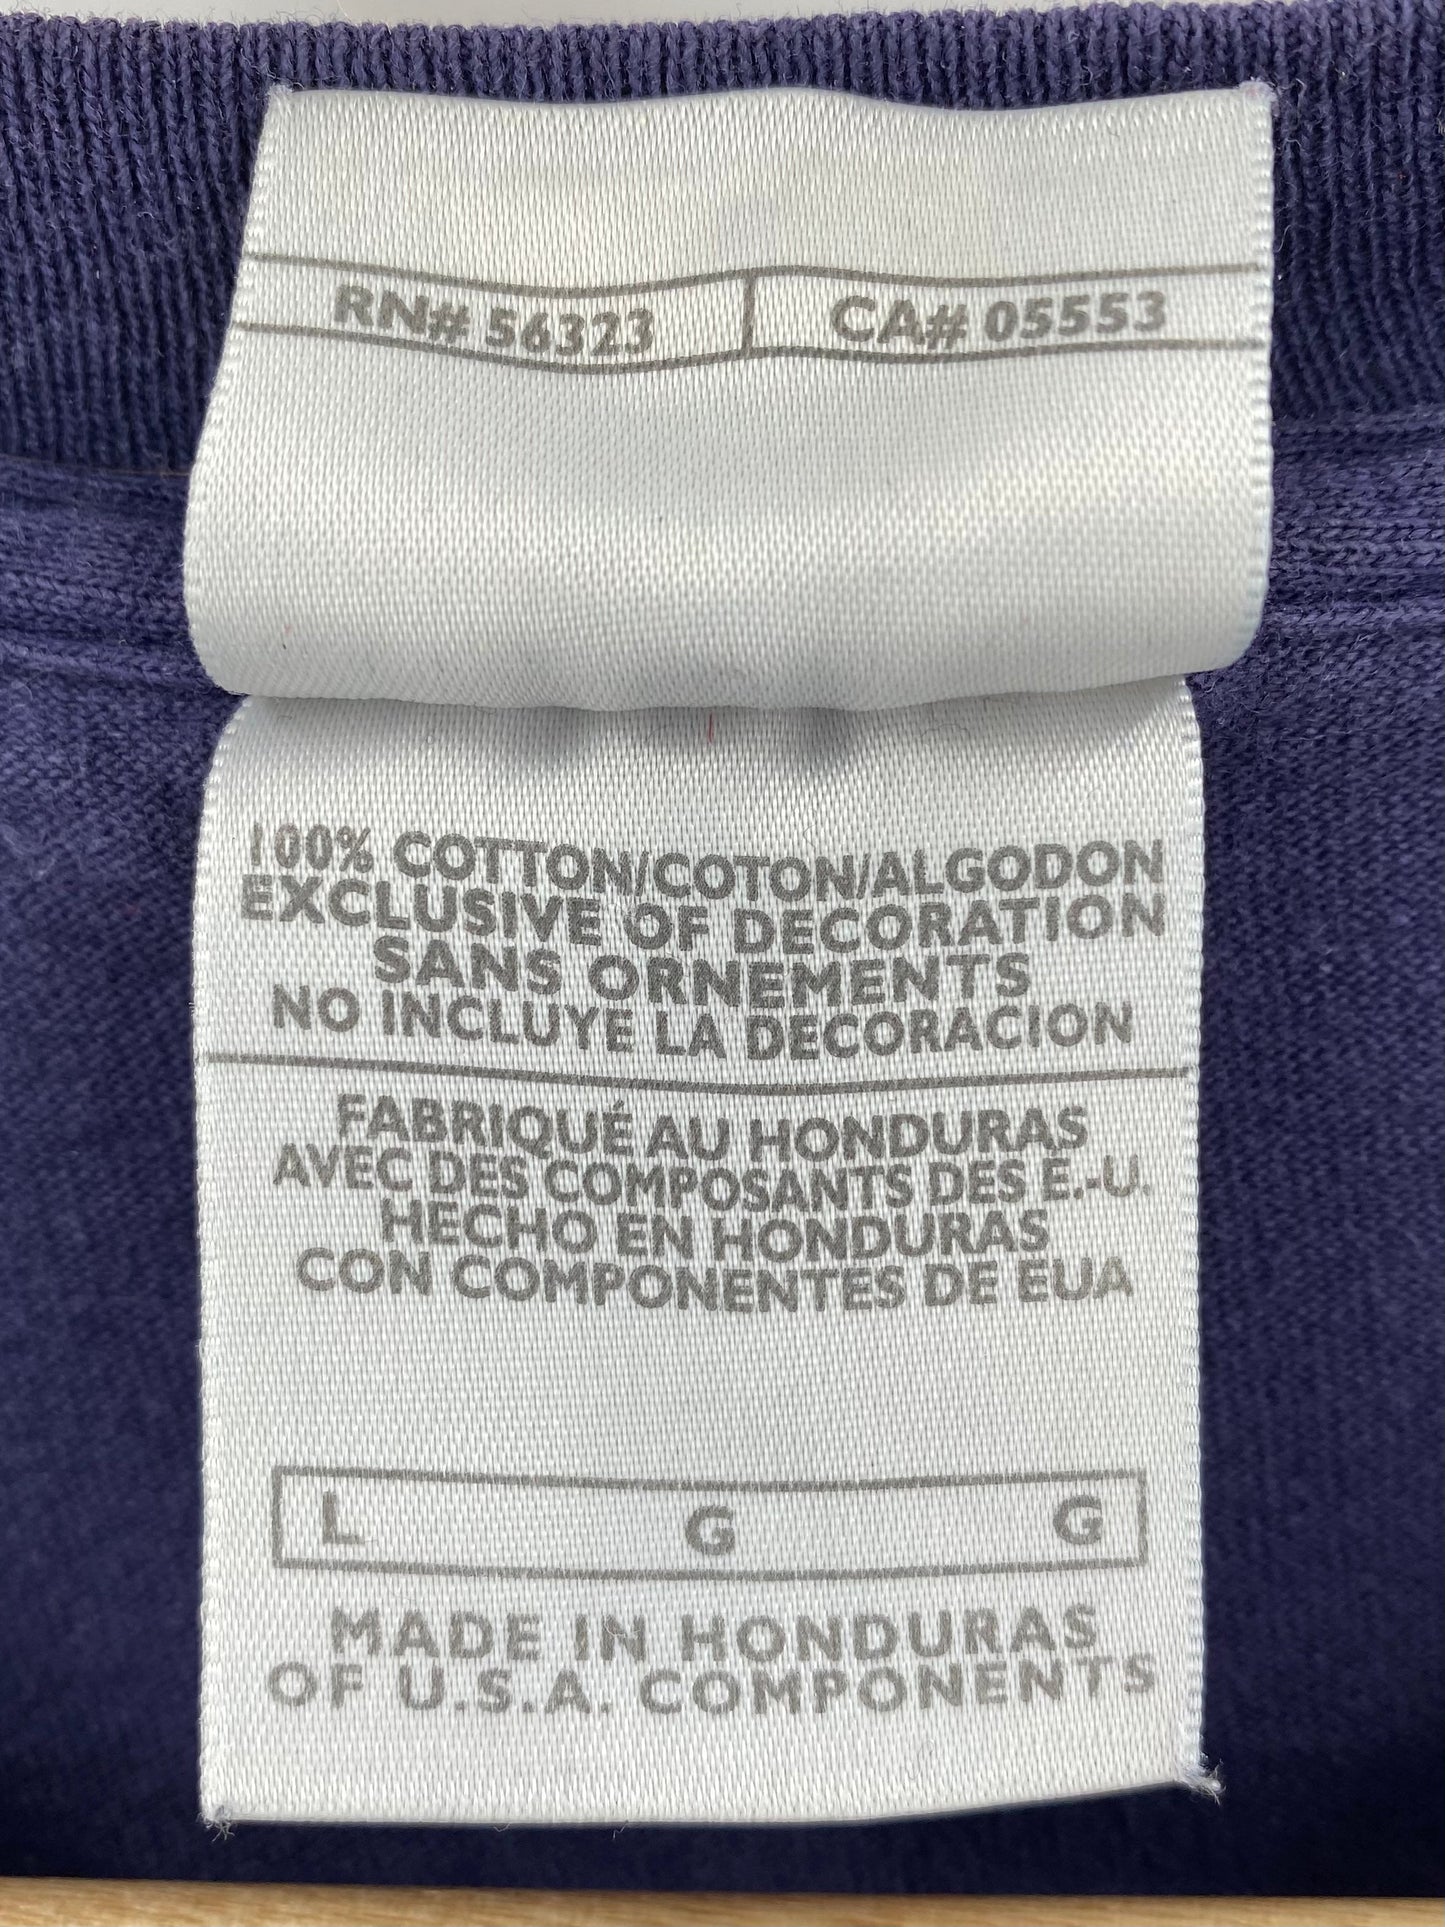 RN# 56323 CA# 05553
100% COTTON/COTON/ALGODON
EXCLUSIVE OF DECORATION
SANS ORNEMENTS
NO INCLUYE LA DECORACION
FABRIQUÉ AU HONDURAS
AVEC DES COMPOSANTS DES É.-U.
HECHO EN HONDURAS
CON COMPONENTES DE EUA
L G G
MADE IN HONDURAS
OF U.S.A. COMPONENTS